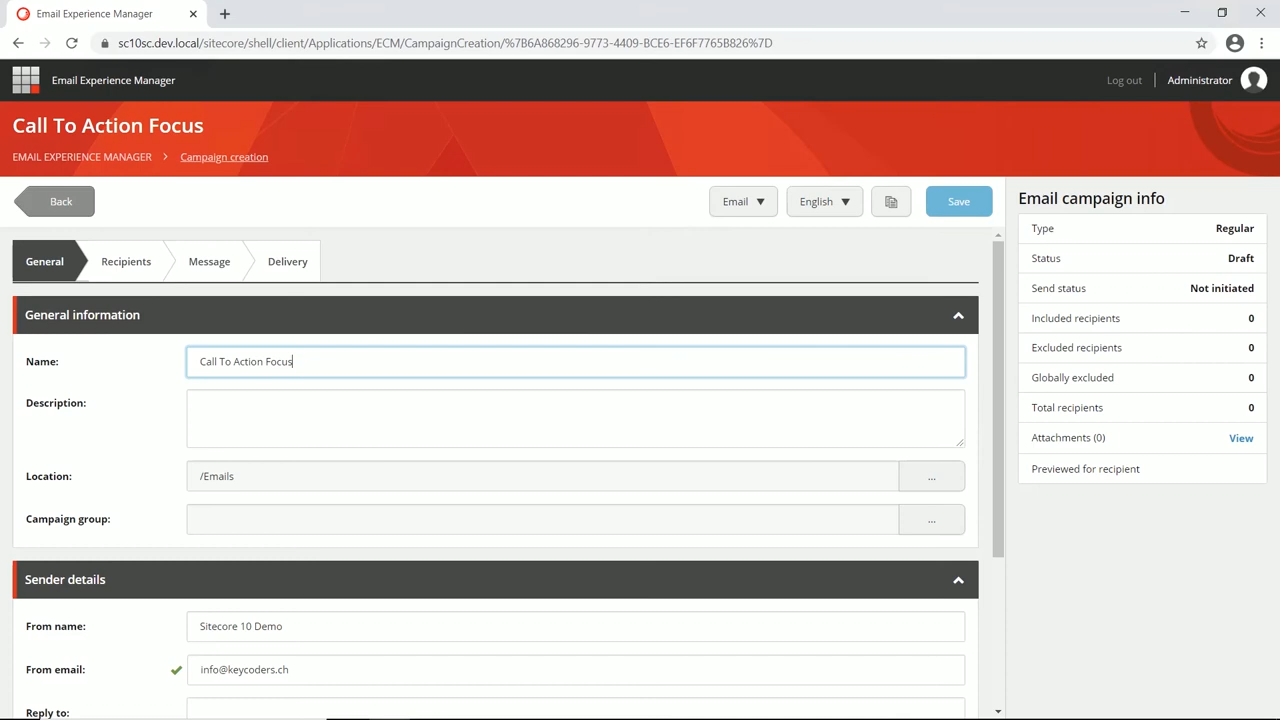 Email Experience Manager
sc10sc.dev.local/sitecore/shell/client/Applications/ECM/CampaignCreation/%7B6A868296-9773-4409-BCE6-EF6F7765B826%7D
Email Experience Manager
Log out
Administrator
Call To Action Focus
EMAIL EXPERIENCE MANAGER > Campaign creation
Back
Email
English
Save
General
Recipients
Message
Delivery
General information
Name:
Call To Action Focus
Description:
Location:
/Emails
...
Campaign group:
...
Sender details
From name:
Sitecore 10 Demo
From email:
info@keycoders.ch
Reply to:
Email campaign info
Type Regular
Status Draft
Send status Not initiated
Included recipients 0
Excluded recipients 0
Globally excluded 0
Total recipients 0
Attachments (0) View
Previewed for recipient